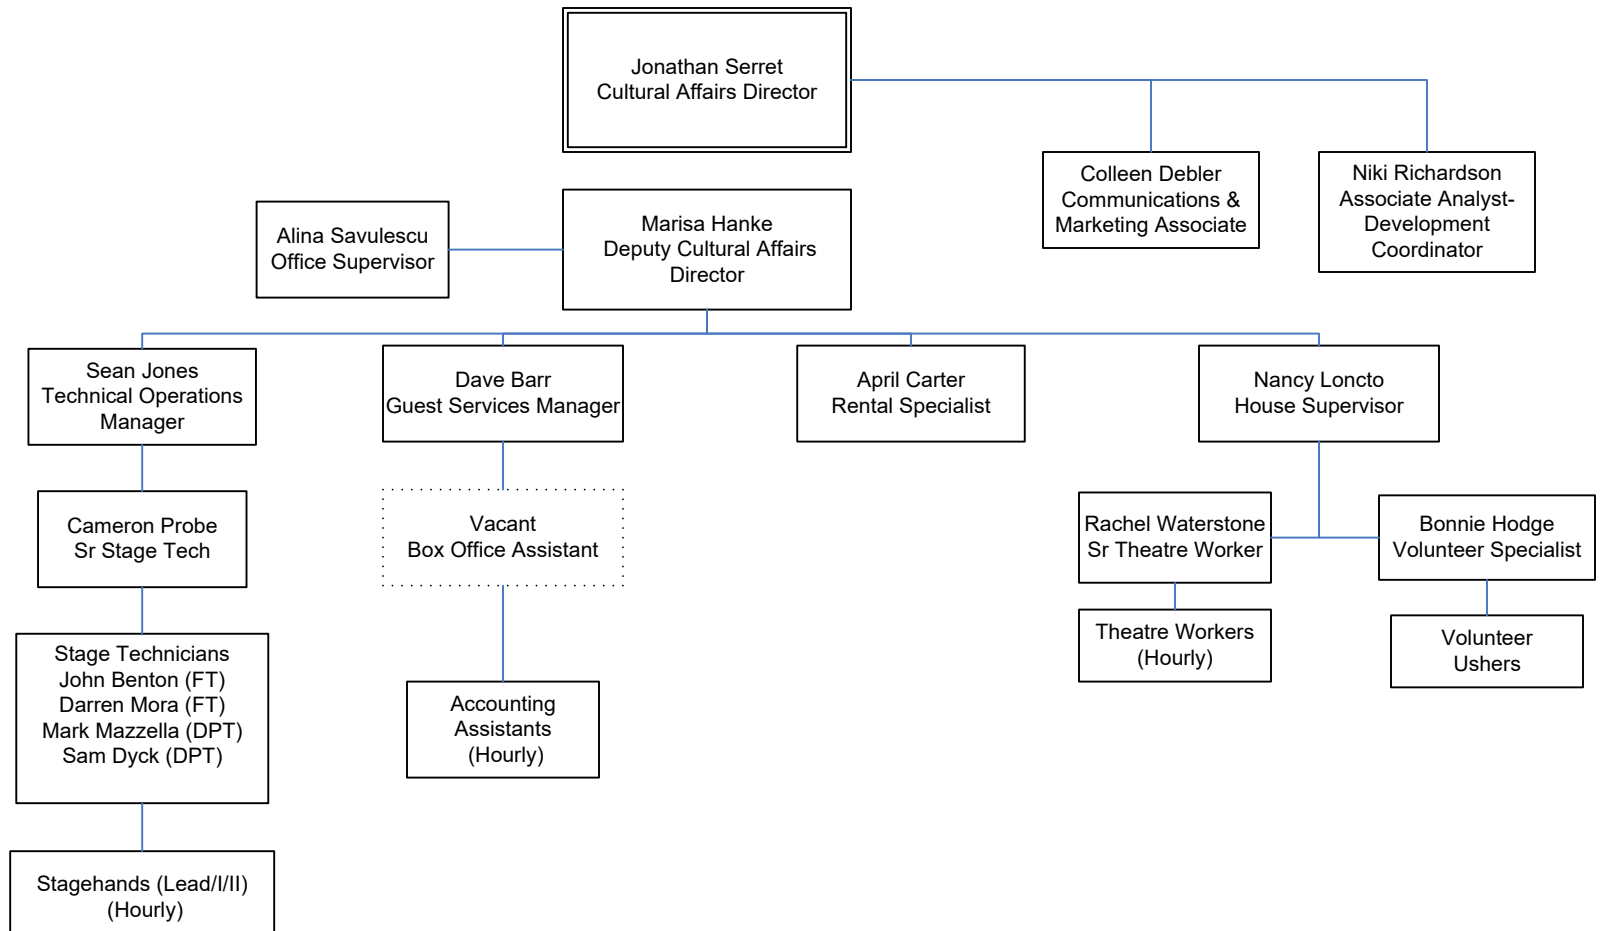 Jonathan Serret
Cultural Affairs Director
Colleen Debler
Communications &
Marketing Associate
Niki Richardson
Associate Analyst-
Development
Coordinator
Alina Savulescu
Office Supervisor
Marisa Hanke
Deputy Cultural Affairs
Director
Sean Jones
Technical Operations
Manager
Dave Barr
Guest Services Manager
April Carter
Rental Specialist
Nancy Loncto
House Supervisor
Cameron Probe
Sr Stage Tech
Vacant
Box Office Assistant
Rachel Waterstone
Sr Theatre Worker
Bonnie Hodge
Volunteer Specialist
Theatre Workers
(Hourly)
Volunteer
Ushers
Stage Technicians
John Benton (FT)
Darren Mora (FT)
Mark Mazzella (DPT)
Sam Dyck (DPT)
Accounting
Assistants
(Hourly)
Stagehands (Lead/I/II)
(Hourly)